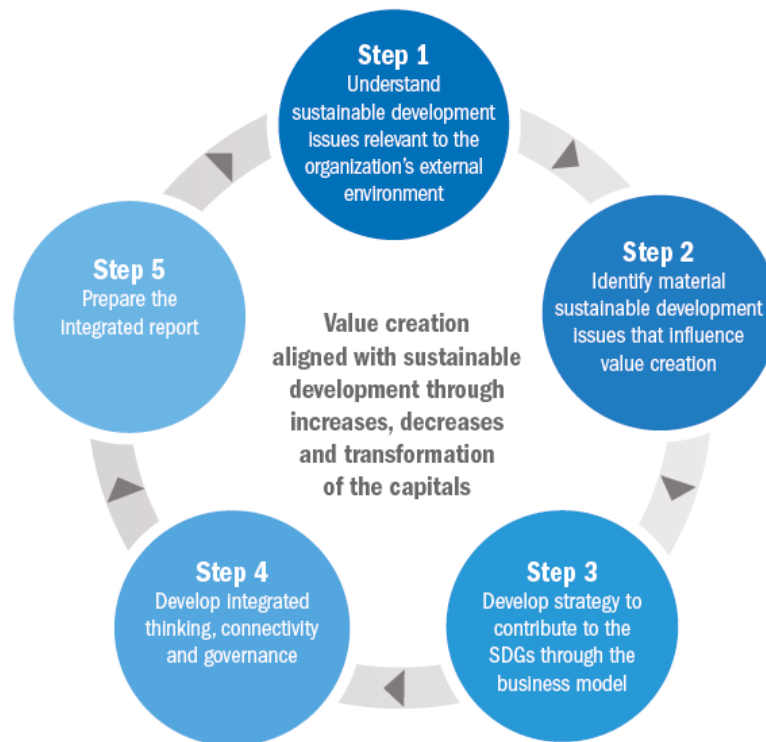 Step 1
Understand
sustainable development
issues relevant to the
organization's external
environment
Step 2
Identify material
sustainable development
issues that influence
value creation
Step 3
Develop strategy to
contribute to the
SDGs through the
business model
Step 4
Develop integrated
thinking, connectivity
and governance
Step 5
Prepare the
integrated report
Value creation
aligned with sustainable
development through
increases, decreases
and transformation
of the capitals